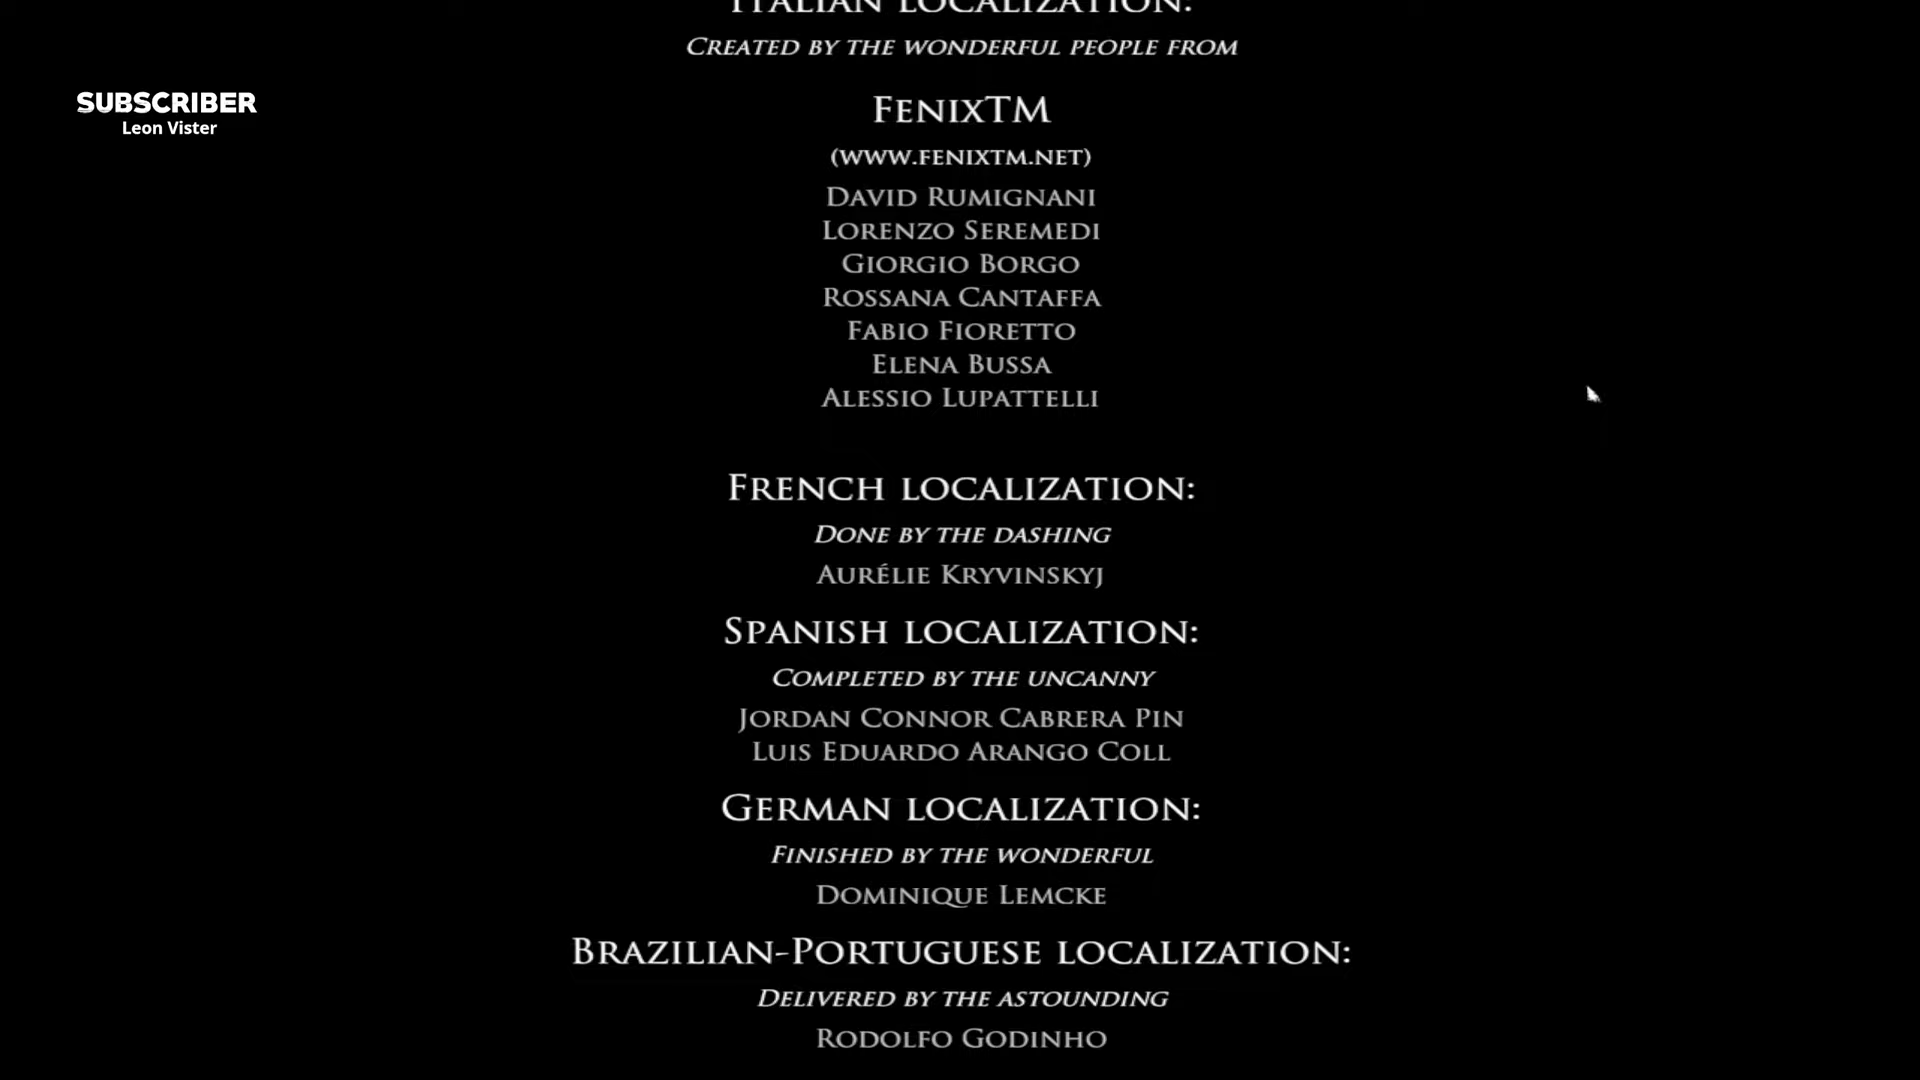 ITALIAN LOCALIZATION:
CREATED BY THE WONDERFUL PEOPLE FROM
FENIXTM
(WWW.FENIXTM.NET)
DAVID RUMIGNANI
LORENZO SEREMEDI
GIORGIO BORGO
ROSSANA CANTAFFA
FABIO FIORETTO
ELENA BUSSA
ALESSIO LUPATTELLI
SUBSCRIBER
Leon Vister
FRENCH LOCALIZATION:
DONE BY THE DASHING
AURÉLIE KRYVINSKYJ
SPANISH LOCALIZATION:
COMPLETED BY THE UNCANNY
JORDAN CONNOR CABRERA PIN
LUIS EDUARDO ARANGO COLL
GERMAN LOCALIZATION:
FINISHED BY THE WONDERFUL
DOMINIQUE LEMCKE
BRAZILIAN-PORTUGUESE LOCALIZATION:
DELIVERED BY THE ASTOUNDING
RODOLFO GODINHO